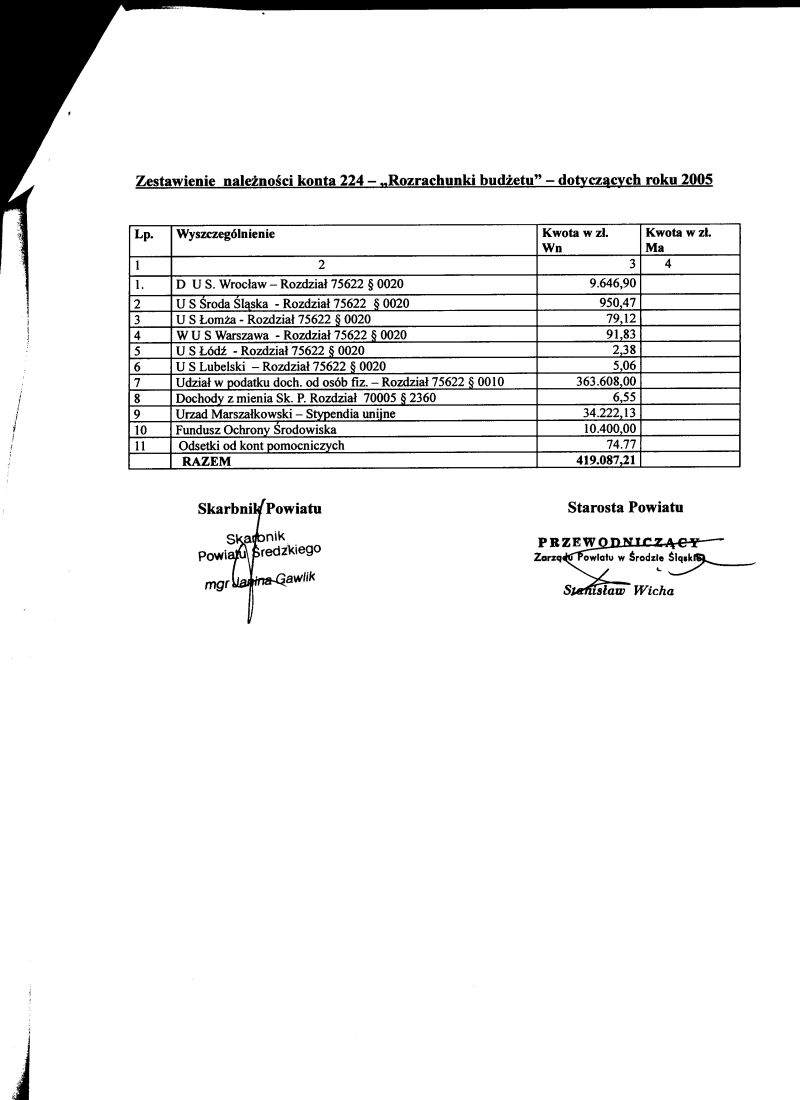 Zestawienie należności konta 224 – „Rozrachunki budżetu” – dotyczących roku 2005
Lp. Wyszczególnienie Kwota w zł. Wn Kwota w zł. Ma
1 2 3 4
1. D U S. Wrocław – Rozdział 75622 § 0020 9.646,90
2 U S Środa Śląska - Rozdział 75622 § 0020 950,47
3 U S Łomża - Rozdział 75622 § 0020 79,12
4 W U S Warszawa - Rozdział 75622 § 0020 91,83
5 U S Łódź - Rozdział 75622 § 0020 2,38
6 U S Lubelski – Rozdział 75622 § 0020 5,06
7 Udział w podatku doch. od osób fiz. – Rozdział 75622 § 0010 363.608,00
8 Dochody z mienia Sk. P. Rozdział 70005 § 2360 6,55
9 Urzad Marszałkowski – Stypendia unijne 34.222,13
10 Fundusz Ochrony Środowiska 10.400,00
11 Odsetki od kont pomocniczych 74.77
RAZEM 419.087,21
Skarbnik Powiatu Starosta Powiatu
Skarbnik
Powiatu Średzkiego
mgr Janina Gawlik
PRZEWODNICZĄCY
Zarządu Powiatu w Środzie Śląskiej
Stanisław Wicha